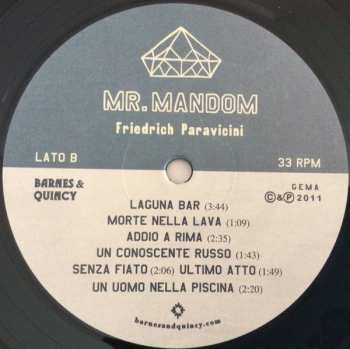 MR. MANDOM
Friedrich Paravicini
LATO B
33 RPM
BARNES &
QUINCY
GEMA
©&℗2011
LAGUNA BAR (3:44)
MORTE NELLA LAVA (1:09)
ADDIO A RIMA (2:35)
UN CONOSCENTE RUSSO (1:43)
SENZA FIATO (2:06) ULTIMO ATTO (1:49)
UN UOMO NELLA PISCINA (2:20)
barnesandquincy.com